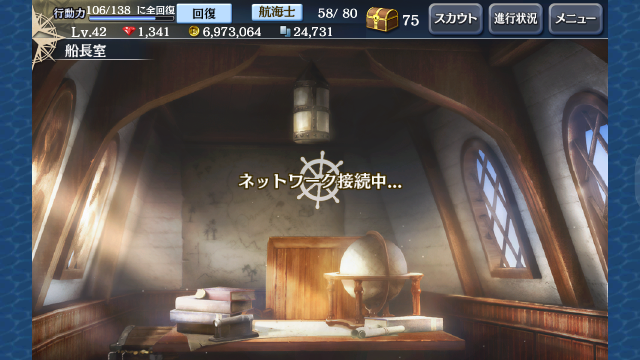 行動力 106/138 に全回復 回復 航海士 58/ 80 75 スカウト 進行状況 メニュー
Lv.42 1,341 6,973,064 24,731
船長室
ネットワーク接続中...